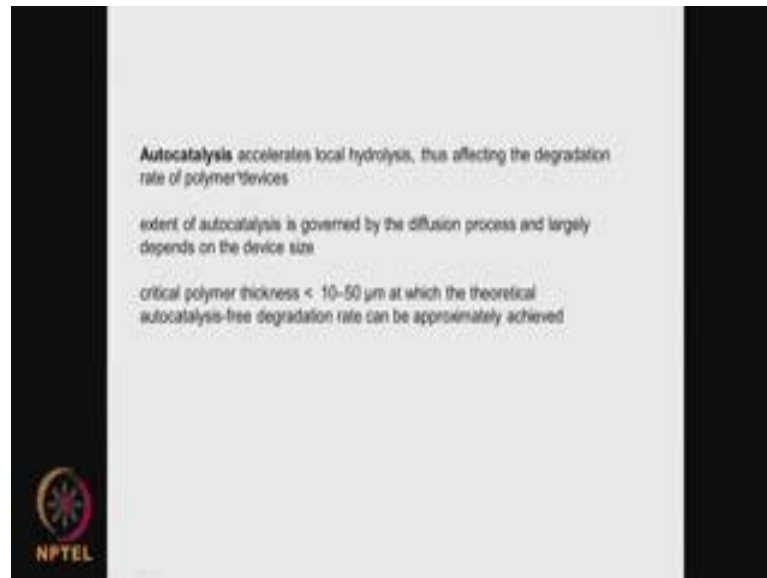 Autocatalysis accelerates local hydrolysis, thus affecting the degradation
rate of polymer devices
extent of autocatalysis is governed by the diffusion process and largely
depends on the device size
critical polymer thickness < 10–50 µm at which the theoretical
autocatalysis-free degradation rate can be approximately achieved
NPTEL